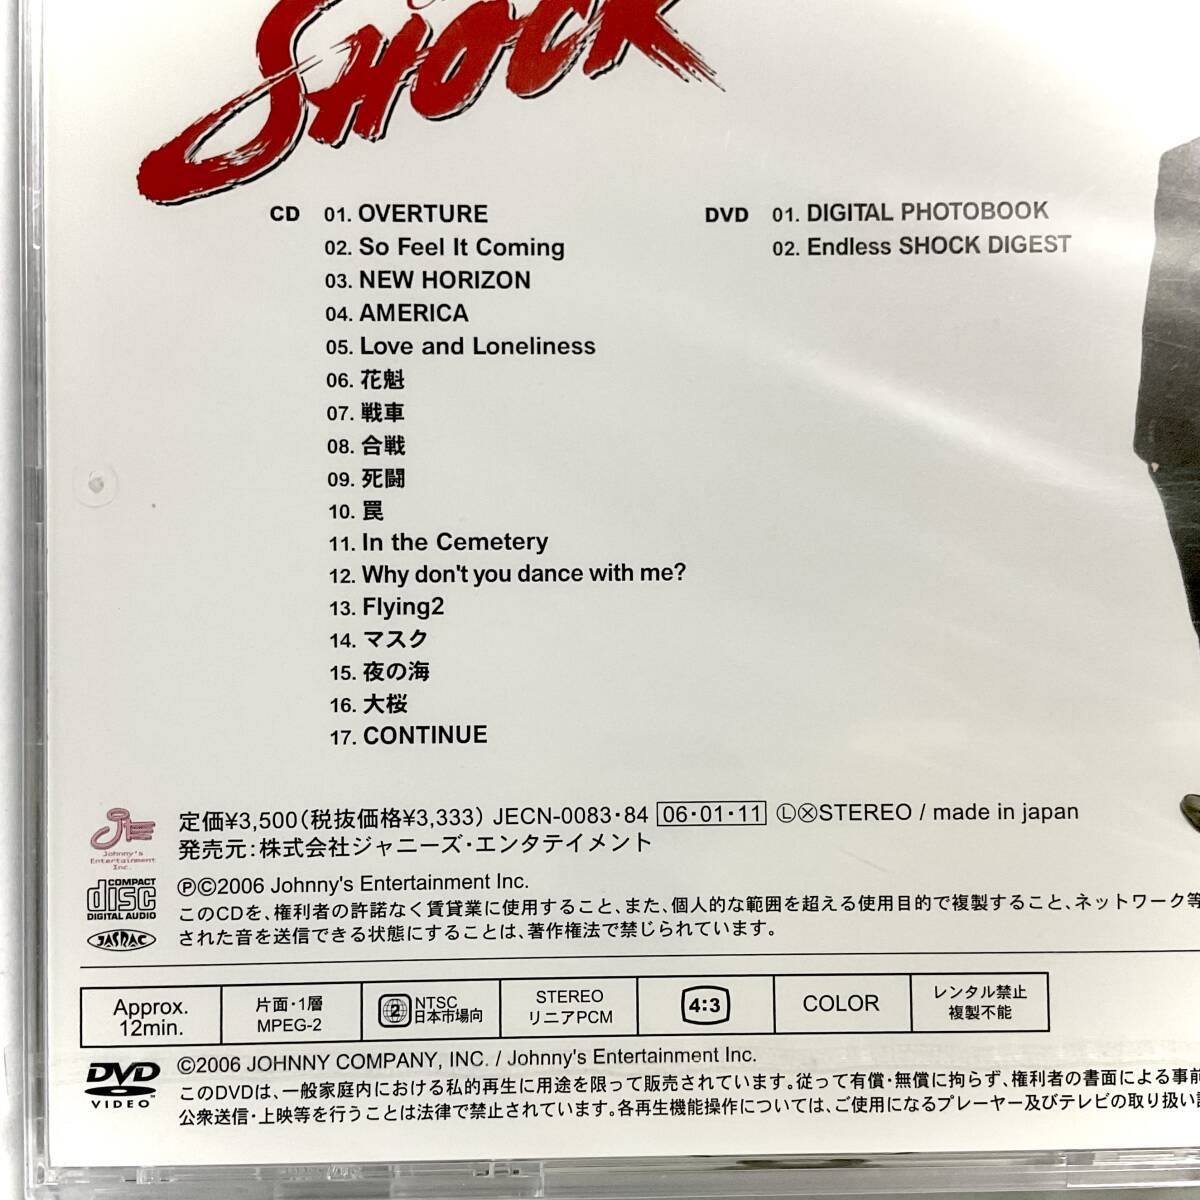 SHOCK
CD 01. OVERTURE
02. So Feel It Coming
03. NEW HORIZON
04. AMERICA
05. Love and Loneliness
06. 花魁
07. 戦車
08. 合戦
09. 死闘
10. 罠
11. In the Cemetery
12. Why don't you dance with me?
13. Flying2
14. マスク
15. 夜の海
16. 大桜
17. CONTINUE
DVD 01. DIGITAL PHOTOBOOK
02. Endless SHOCK DIGEST
Johnny's
Entertainment
Inc.
定価¥3,500(税抜価格¥3,333) JECN-0083・84 06・01・11 ⓁⓍSTEREO / made in japan
発売元:株式会社ジャニーズ・エンタテイメント
COMPACT
disc
DIGITAL AUDIO
JASRAC
Ⓟ©2006 Johnny's Entertainment Inc.
このCDを、権利者の許諾なく賃貸業に使用すること、また、個人的な範囲を超える使用目的で複製すること、ネットワーク等
された音を送信できる状態にすることは、著作権法で禁じられています。
Approx.
12min.
片面・1層
MPEG-2
2 NTSC
日本市場向
STEREO
リニアPCM
4:3
COLOR
レンタル禁止
複製不能
DVD
VIDEO
©2006 JOHNNY COMPANY, INC. / Johnny's Entertainment Inc.
このDVDは、一般家庭内における私的再生に用途を限って販売されています。従って有償・無償に拘らず、権利者の書面による事前
公衆送信・上映等を行うことは法律で禁止されています。各再生機能操作については、ご使用になるプレーヤー及びテレビの取り扱い説